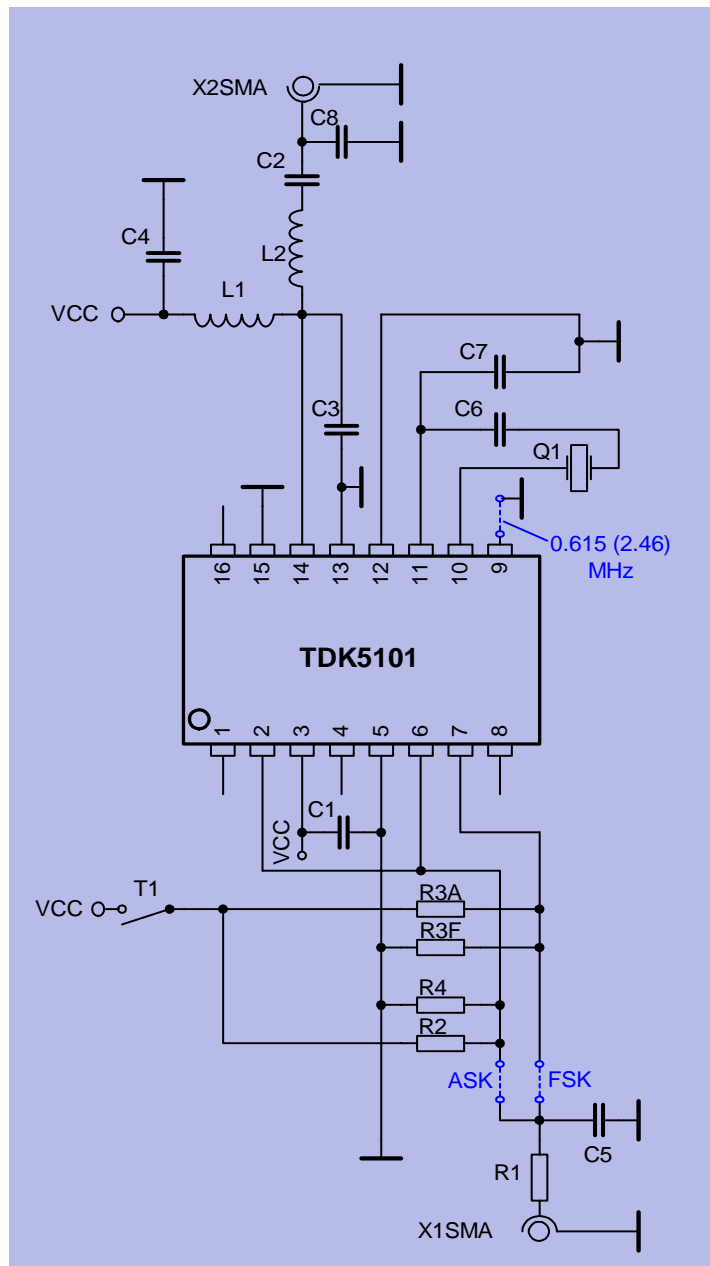 X2SMA
C8
C2
C4
L2
L1
VCC
C7
C3
C6
Q1
0.615 (2.46)
MHz
16
15
14
13
12
11
10
9
TDK5101
1
2
3
4
5
6
7
8
C1
VCC
T1
VCC
R3A
R3F
R4
R2
ASK
FSK
C5
R1
X1SMA